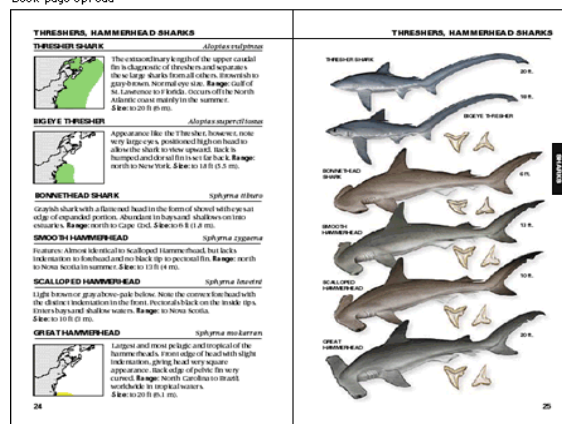 Book page spread
THRESHERS, HAMMERHEAD SHARKS
THRESHER SHARK Alopias vulpinus
The extraordinary length of the upper caudal
fin is diagnostic of threshers and separates
these large sharks from all others. Brownish to
gray-brown. Normal eye size. Range: Gulf of
St. Lawrence to Florida. Occurs off the North
Atlantic coast mainly in the summer.
Size: to 20 ft (6 m).
BIGEYE THRESHER Alopias superciliosus
Appearance like the Thresher, however, note
very large eyes, positioned high on head to
allow the shark to view upward. Back is
humped and dorsal fin is set far back. Range:
north to New York. Size: to 18 ft (5.5 m).
BONNETHEAD SHARK Sphyrna tiburo
Grayish shark with a flattened head in the form of shovel with eyes at
edge of expanded portion. Abundant in bays and shallows on into
estuaries. Range: north to Cape Cod. Size: to 6 ft (1.8 m).
SMOOTH HAMMERHEAD Sphyrna zygaena
Features: Almost identical to Scalloped Hammerhead, but lacks
indentation to forehead and no black tip to pectoral fin. Range: north
to Nova Scotia in summer. Size: to 13 ft (4 m).
SCALLOPED HAMMERHEAD Sphyrna lewini
Light brown or gray above-pale below. Note the convex forehead with
the distinct indentation in the front. Pectorals black on the inside tips.
Enters bays and shallow waters. Range: to Nova Scotia.
Size: to 10 ft (3 m).
GREAT HAMMERHEAD Sphyrna mokarran
Largest and most pelagic and tropical of the
hammerheads. Front edge of head with slight
indentation, giving head very square
appearance. Back edge of pelvic fin very
curved. Range: North Carolina to Brazil,
worldwide in tropical waters.
Size: to 20 ft (6.1 m).
24
THRESHERS, HAMMERHEAD SHARKS
THRESHER SHARK
20 ft.
18 ft.
BIGEYE THRESHER
BONNETHEAD
SHARK
6 ft.
SHARKS
SMOOTH
HAMMERHEAD
13 ft.
SCALLOPED
HAMMERHEAD
10 ft.
GREAT
HAMMERHEAD
20 ft.
25